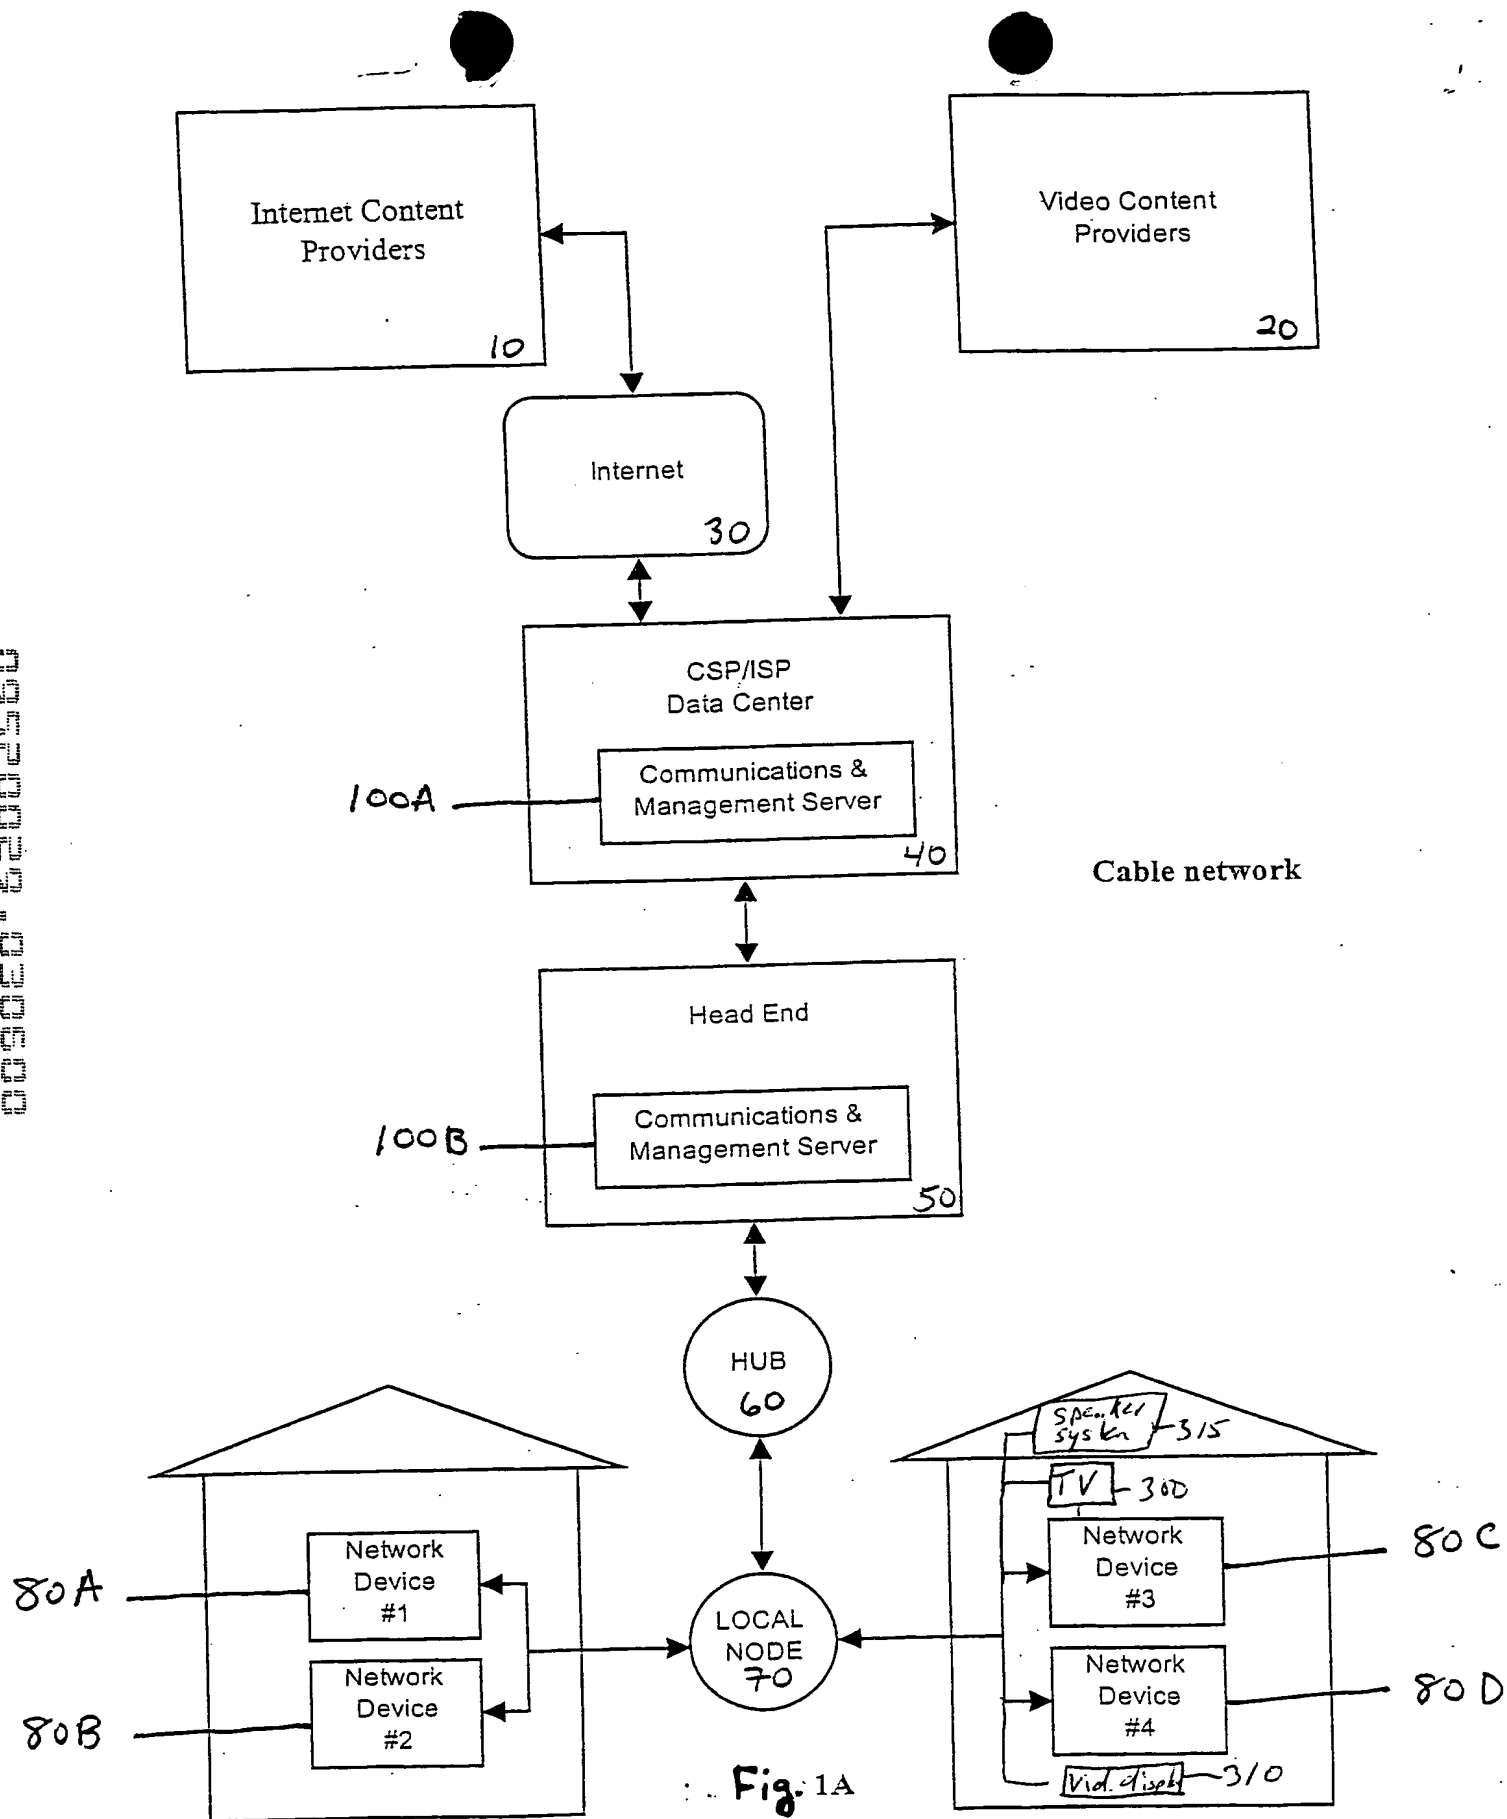 Internet Content
Providers
10
Video Content
Providers
20
Internet
30
CSP/ISP
Data Center
Communications &
Management Server
100A
40
Cable network
Head End
Communications &
Management Server
100B
50
HUB
60
speaker
system
315
TV
300
Network
Device
#1
80A
Network
Device
#2
80B
LOCAL
NODE
70
Network
Device
#3
80C
Network
Device
#4
80D
Vid. displ
310
Fig. 1A